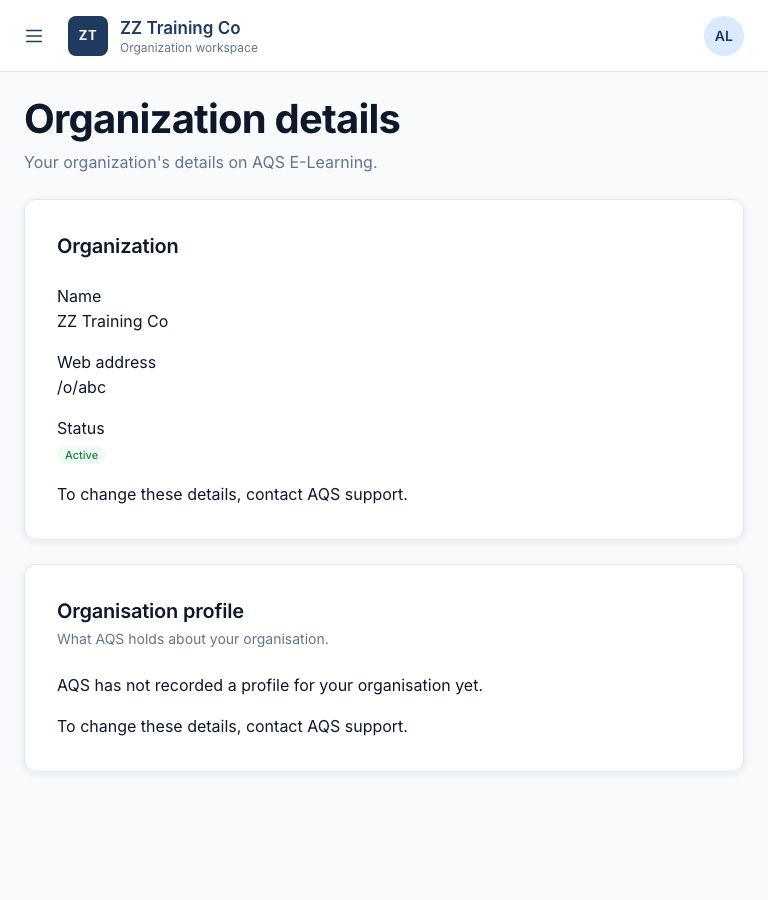 ZT
ZZ Training Co
Organization workspace
AL
Organization details
Your organization's details on AQS E-Learning.
Organization
Name
ZZ Training Co
Web address
/o/abc
Status
Active
To change these details, contact AQS support.
Organisation profile
What AQS holds about your organisation.
AQS has not recorded a profile for your organisation yet.
To change these details, contact AQS support.